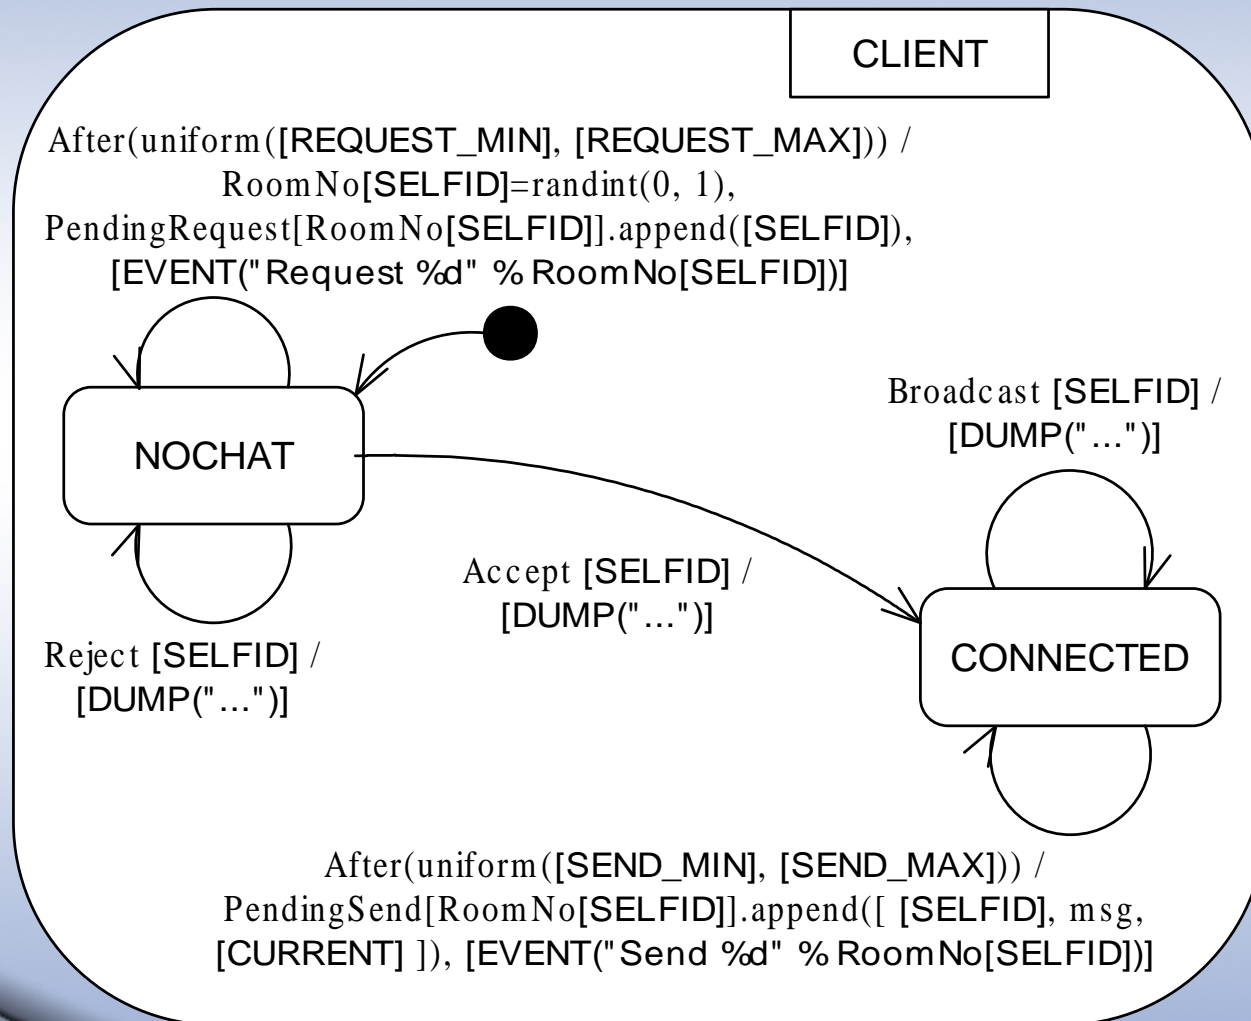 CLIENT
After(uniform([REQUEST_MIN], [REQUEST_MAX])) /
RoomNo[SELFID]=randint(0, 1),
PendingRequest[RoomNo[SELFID]].append([SELFID]),
[EVENT("Request %d" % RoomNo[SELFID])]
NOCHAT
Broadcast [SELFID] /
[DUMP("...")]
Accept [SELFID] /
[DUMP("...")]
Reject [SELFID] /
[DUMP("...")]
CONNECTED
After(uniform([SEND_MIN], [SEND_MAX])) /
PendingSend[RoomNo[SELFID]].append([ [SELFID], msg,
[CURRENT] ]), [EVENT("Send %d" % RoomNo[SELFID])]